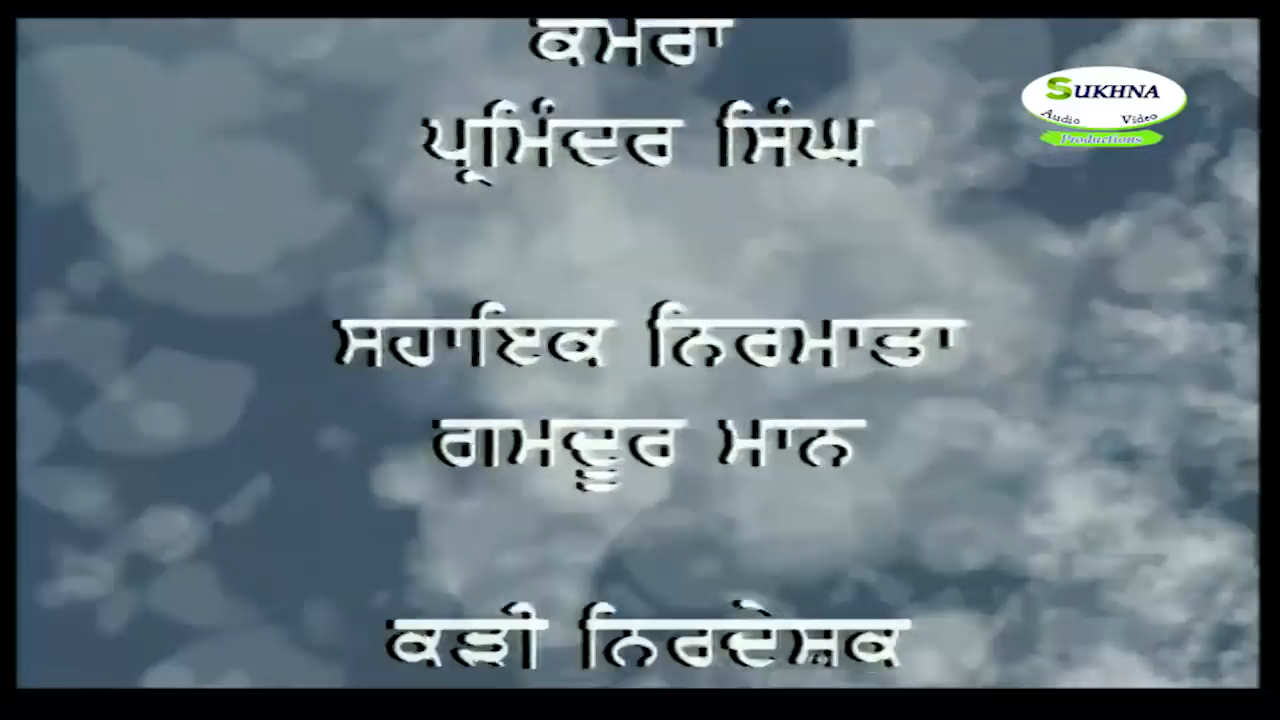 ਕੈਮਰਾ
ਪ੍ਰਮਿੰਦਰ ਸਿੰਘ
SUKHNA
Audio Video
Productions
ਸਹਾਇਕ ਨਿਰਮਾਤਾ
ਗਮਦੂਰ ਮਾਨ
ਕੜੀ ਨਿਰਦੇਸ਼ਕ